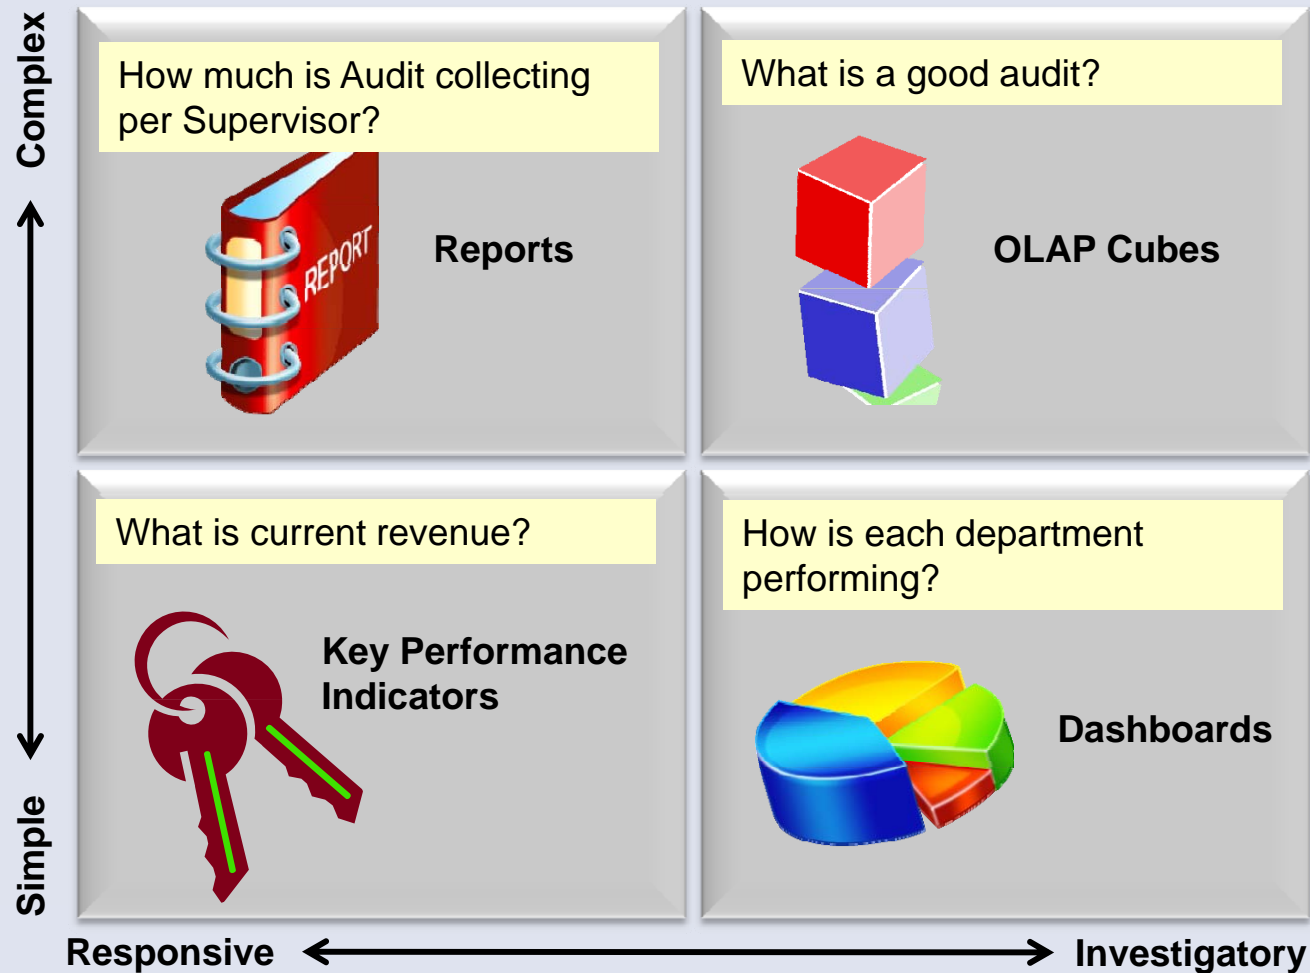 Complex
How much is Audit collecting
per Supervisor?
REPORT
Reports
What is a good audit?
OLAP Cubes
What is current revenue?
Key Performance
Indicators
How is each department
performing?
Dashboards
Simple
Responsive
Investigatory